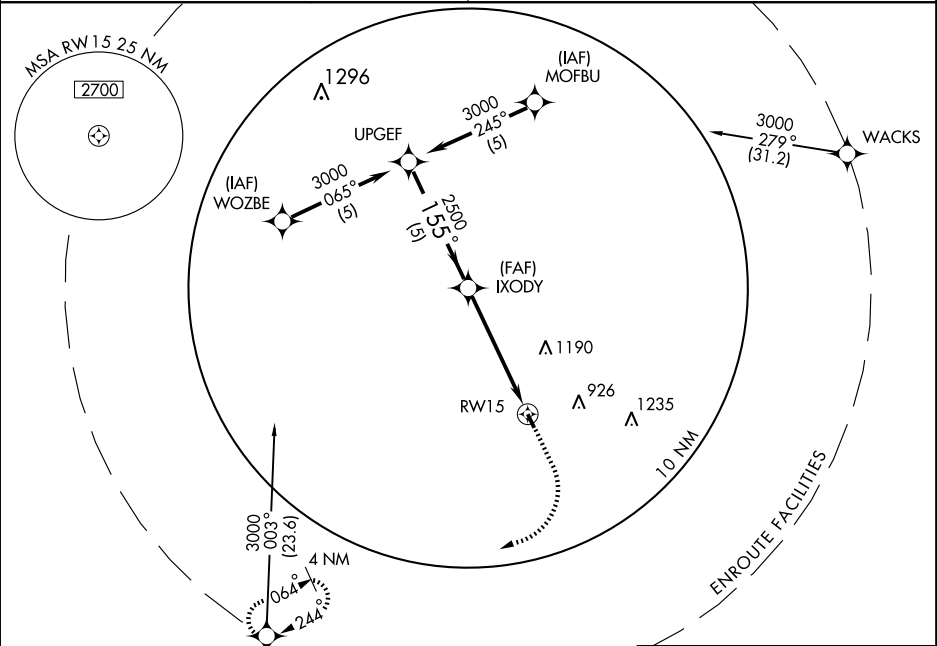 MSA RW15 25 NM
2700
1296
(IAF)
MOFBU
3000
245°
(5)
UPGEF
3000
279°
(31.2)
WACKS
(IAF)
WOZBE
3000
065°
(5)
2500
155°
(5)
(FAF)
IXODY
1190
926
1235
RW15
10 NM
ENROUTE FACILITIES
3000
003°
(23.6)
4 NM
064°
244°